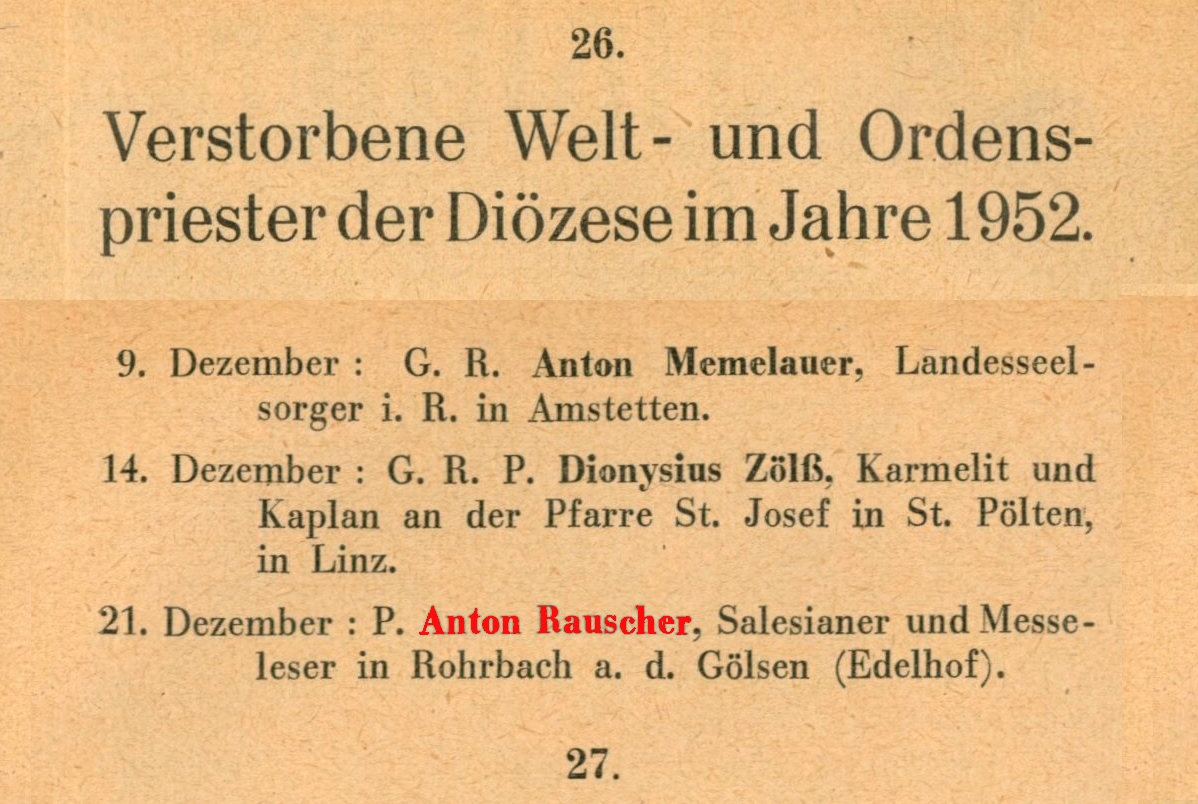 26.
Verstorbene Welt- und Ordens-
priester der Diözese im Jahre 1952.
9. Dezember : G. R. Anton Memelauer, Landesseel-
sorger i. R. in Amstetten.
14. Dezember : G. R. P. Dionysius Zölß, Karmelit und
Kaplan an der Pfarre St. Josef in St. Pölten,
in Linz.
21. Dezember : P. Anton Rauscher, Salesianer und Messe-
leser in Rohrbach a. d. Gölsen (Edelhof).
27.